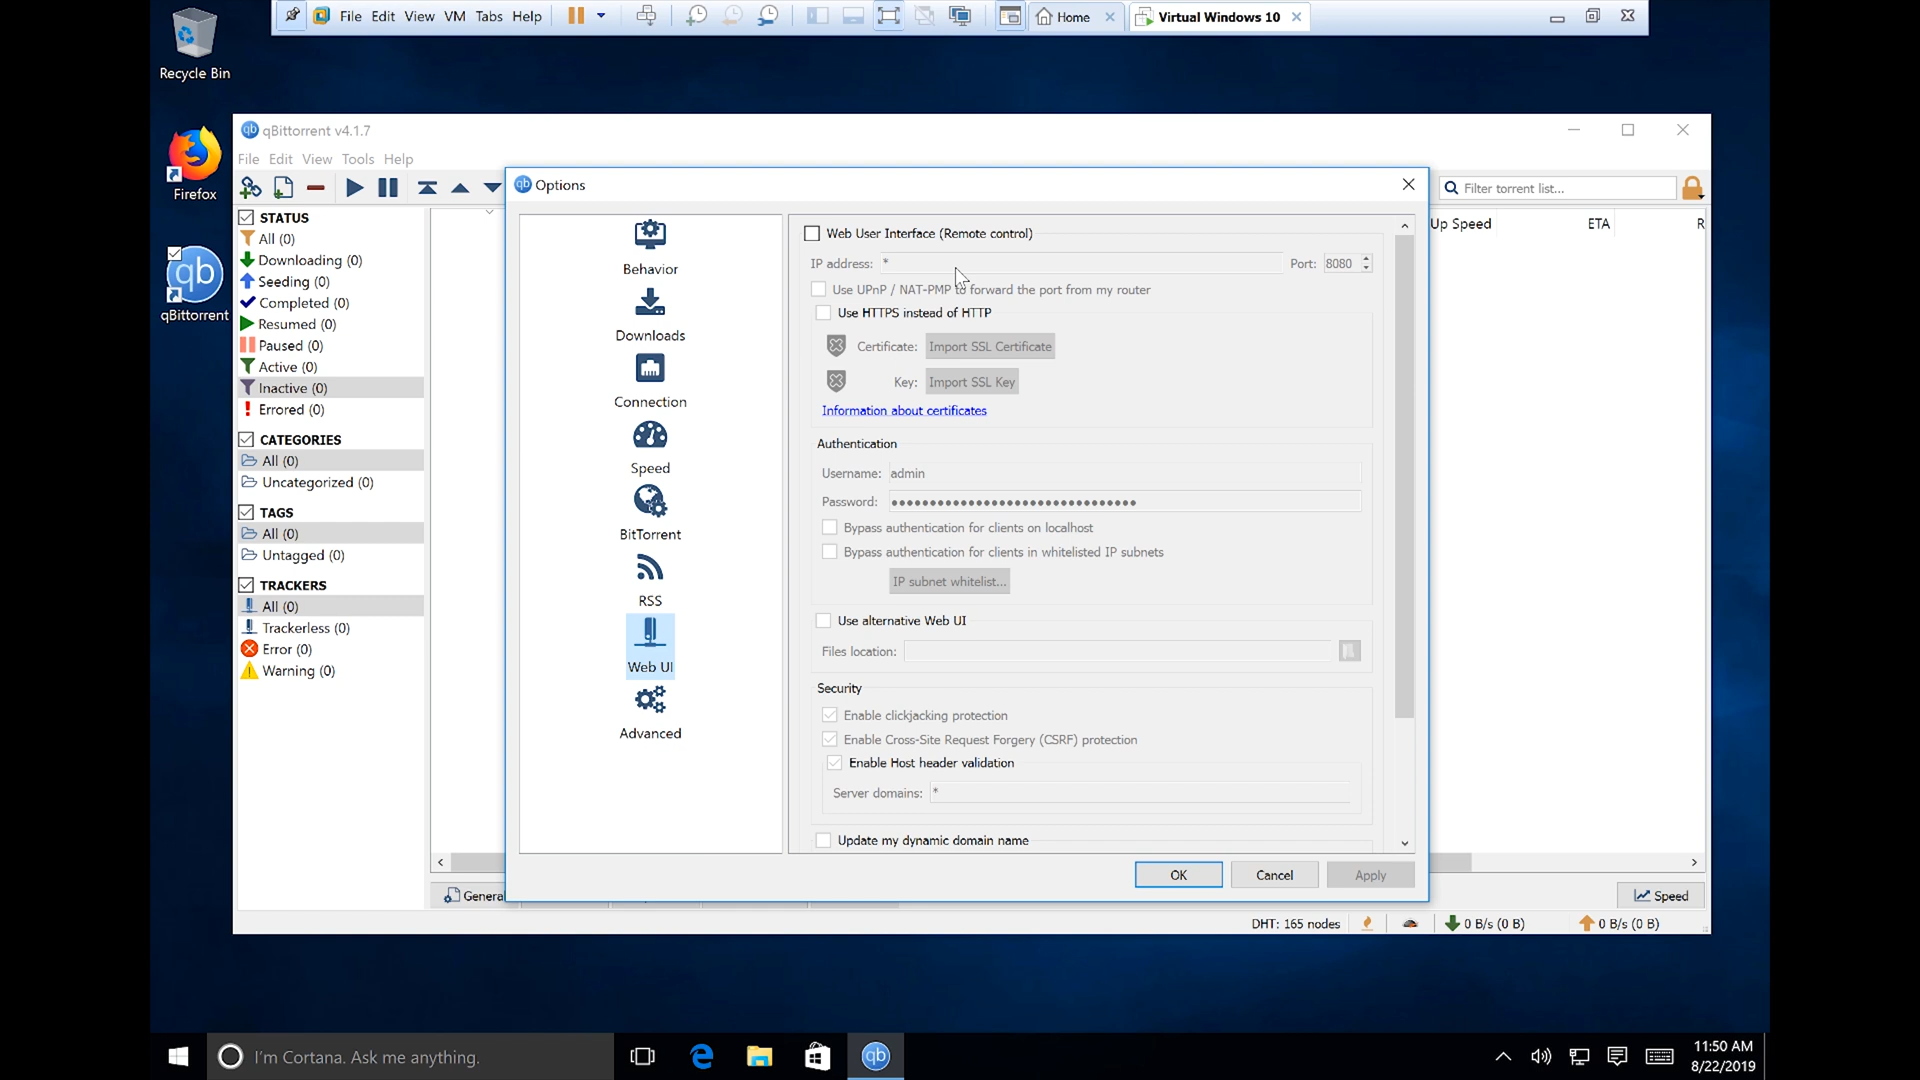 File Edit View VM Tabs Help
Home
Virtual Windows 10
Recycle Bin
Firefox
qBittorrent
qBittorrent v4.1.7
File Edit View Tools Help
Filter torrent list...
STATUS
All (0)
Downloading (0)
Seeding (0)
Completed (0)
Resumed (0)
Paused (0)
Active (0)
Inactive (0)
Errored (0)
CATEGORIES
All (0)
Uncategorized (0)
TAGS
All (0)
Untagged (0)
TRACKERS
All (0)
Trackerless (0)
Error (0)
Warning (0)
Up Speed ETA R
Options
Behavior
Downloads
Connection
Speed
BitTorrent
RSS
Web UI
Advanced
Web User Interface (Remote control)
IP address: * Port: 8080
Use UPnP / NAT-PMP to forward the port from my router
Use HTTPS instead of HTTP
Certificate: Import SSL Certificate
Key: Import SSL Key
Information about certificates
Authentication
Username: admin
Password: ●●●●●●●●●●●●●●●●●●●●●●●●●●●●●●●●
Bypass authentication for clients on localhost
Bypass authentication for clients in whitelisted IP subnets
IP subnet whitelist...
Use alternative Web UI
Files location:
Security
Enable clickjacking protection
Enable Cross-Site Request Forgery (CSRF) protection
Enable Host header validation
Server domains: *
Update my dynamic domain name
OK Cancel Apply
Genera
Speed
DHT: 165 nodes 0 B/s (0 B) 0 B/s (0 B)
I'm Cortana. Ask me anything.
11:50 AM
8/22/2019